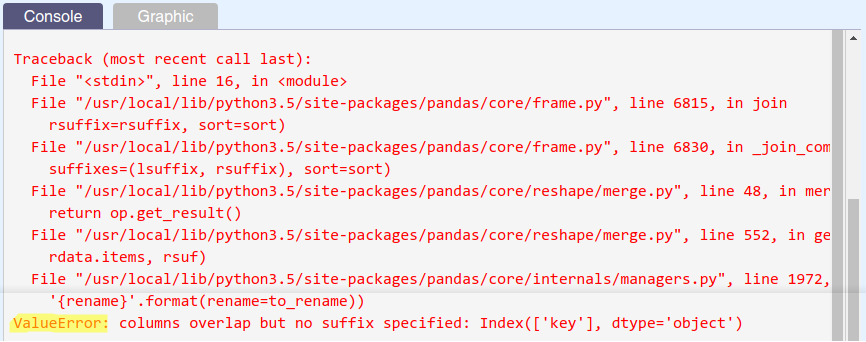 Console Graphic
Traceback (most recent call last):
File "<stdin>", line 16, in <module>
File "/usr/local/lib/python3.5/site-packages/pandas/core/frame.py", line 6815, in join
rsuffix=rsuffix, sort=sort)
File "/usr/local/lib/python3.5/site-packages/pandas/core/frame.py", line 6830, in _join_com
suffixes=(lsuffix, rsuffix), sort=sort)
File "/usr/local/lib/python3.5/site-packages/pandas/core/reshape/merge.py", line 48, in mer
return op.get_result()
File "/usr/local/lib/python3.5/site-packages/pandas/core/reshape/merge.py", line 552, in ge
rdata.items, rsuf)
File "/usr/local/lib/python3.5/site-packages/pandas/core/internals/managers.py", line 1972,
'{rename}'.format(rename=to_rename))
ValueError: columns overlap but no suffix specified: Index(['key'], dtype='object')